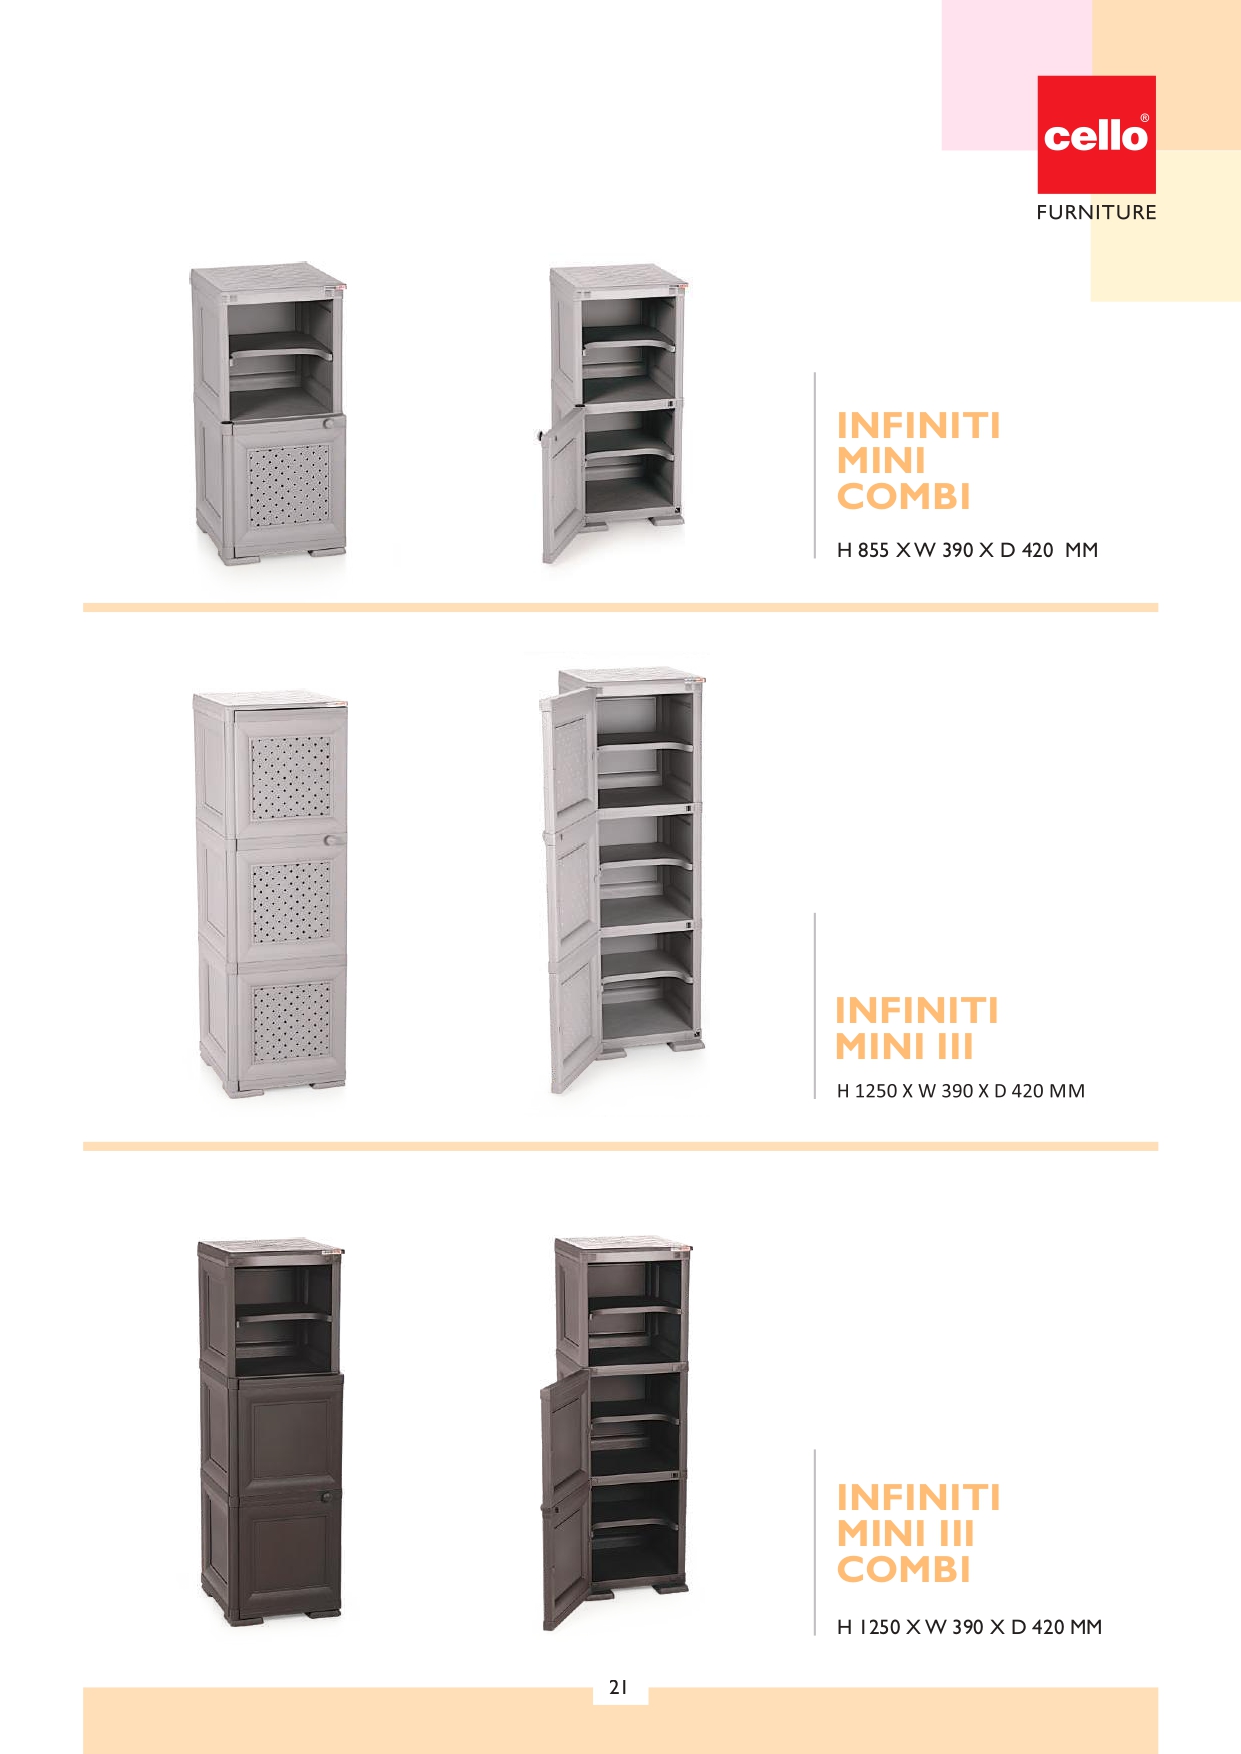 cello®
FURNITURE
INFINITI
MINI
COMBI
H 855 X W 390 X D 420 MM
INFINITI
MINI III
H 1250 X W 390 X D 420 MM
INFINITI
MINI III
COMBI
H 1250 X W 390 X D 420 MM
21